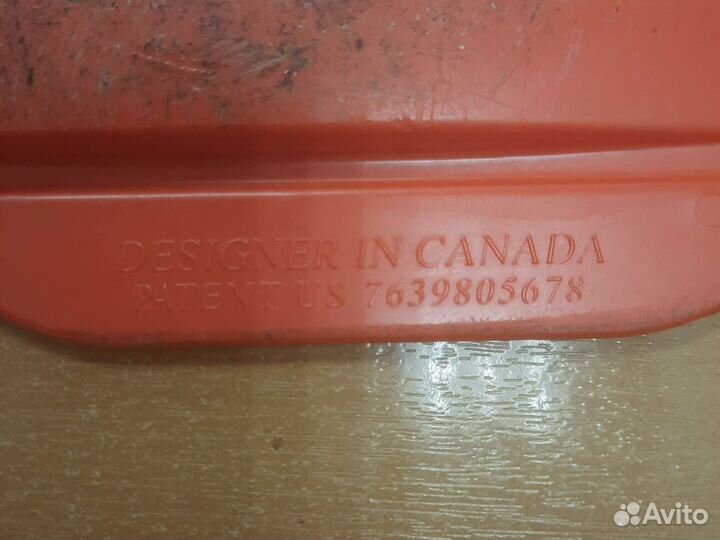 DESIGNER IN CANADA
PATENT US 7639805678
Avito